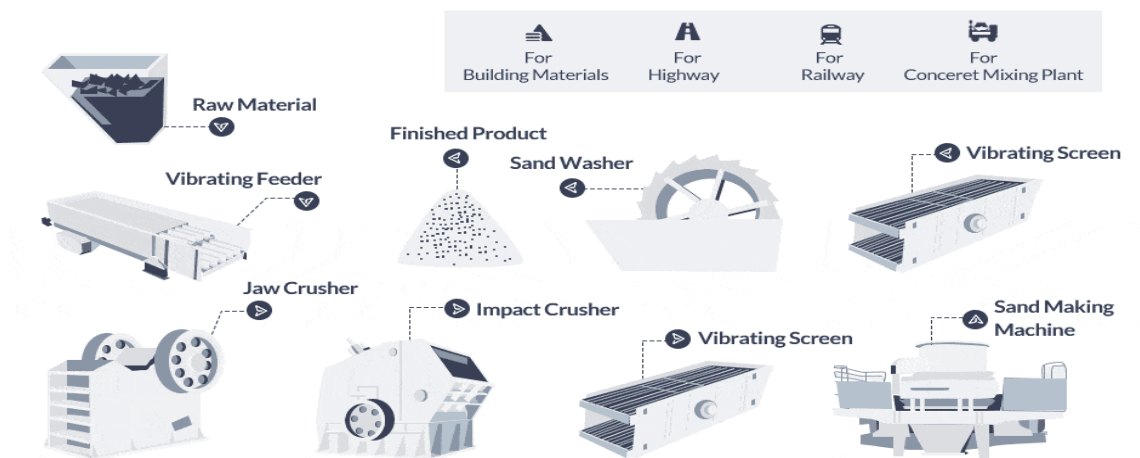 For
Building Materials
For
Highway
For
Railway
For
Conceret Mixing Plant
Raw Material
Finished Product
Sand Washer
Vibrating Screen
Vibrating Feeder
Jaw Crusher
Impact Crusher
Vibrating Screen
Sand Making
Machine